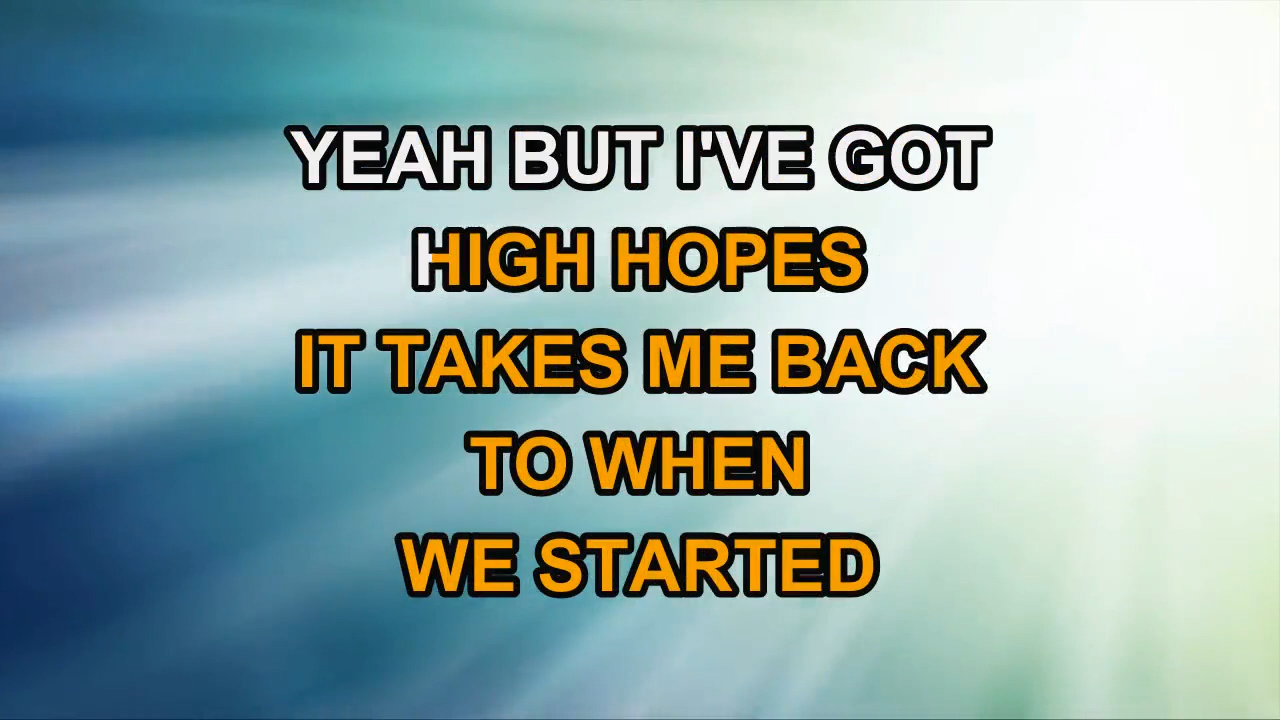 YEAH BUT I'VE GOT
HIGH HOPES
IT TAKES ME BACK
TO WHEN
WE STARTED